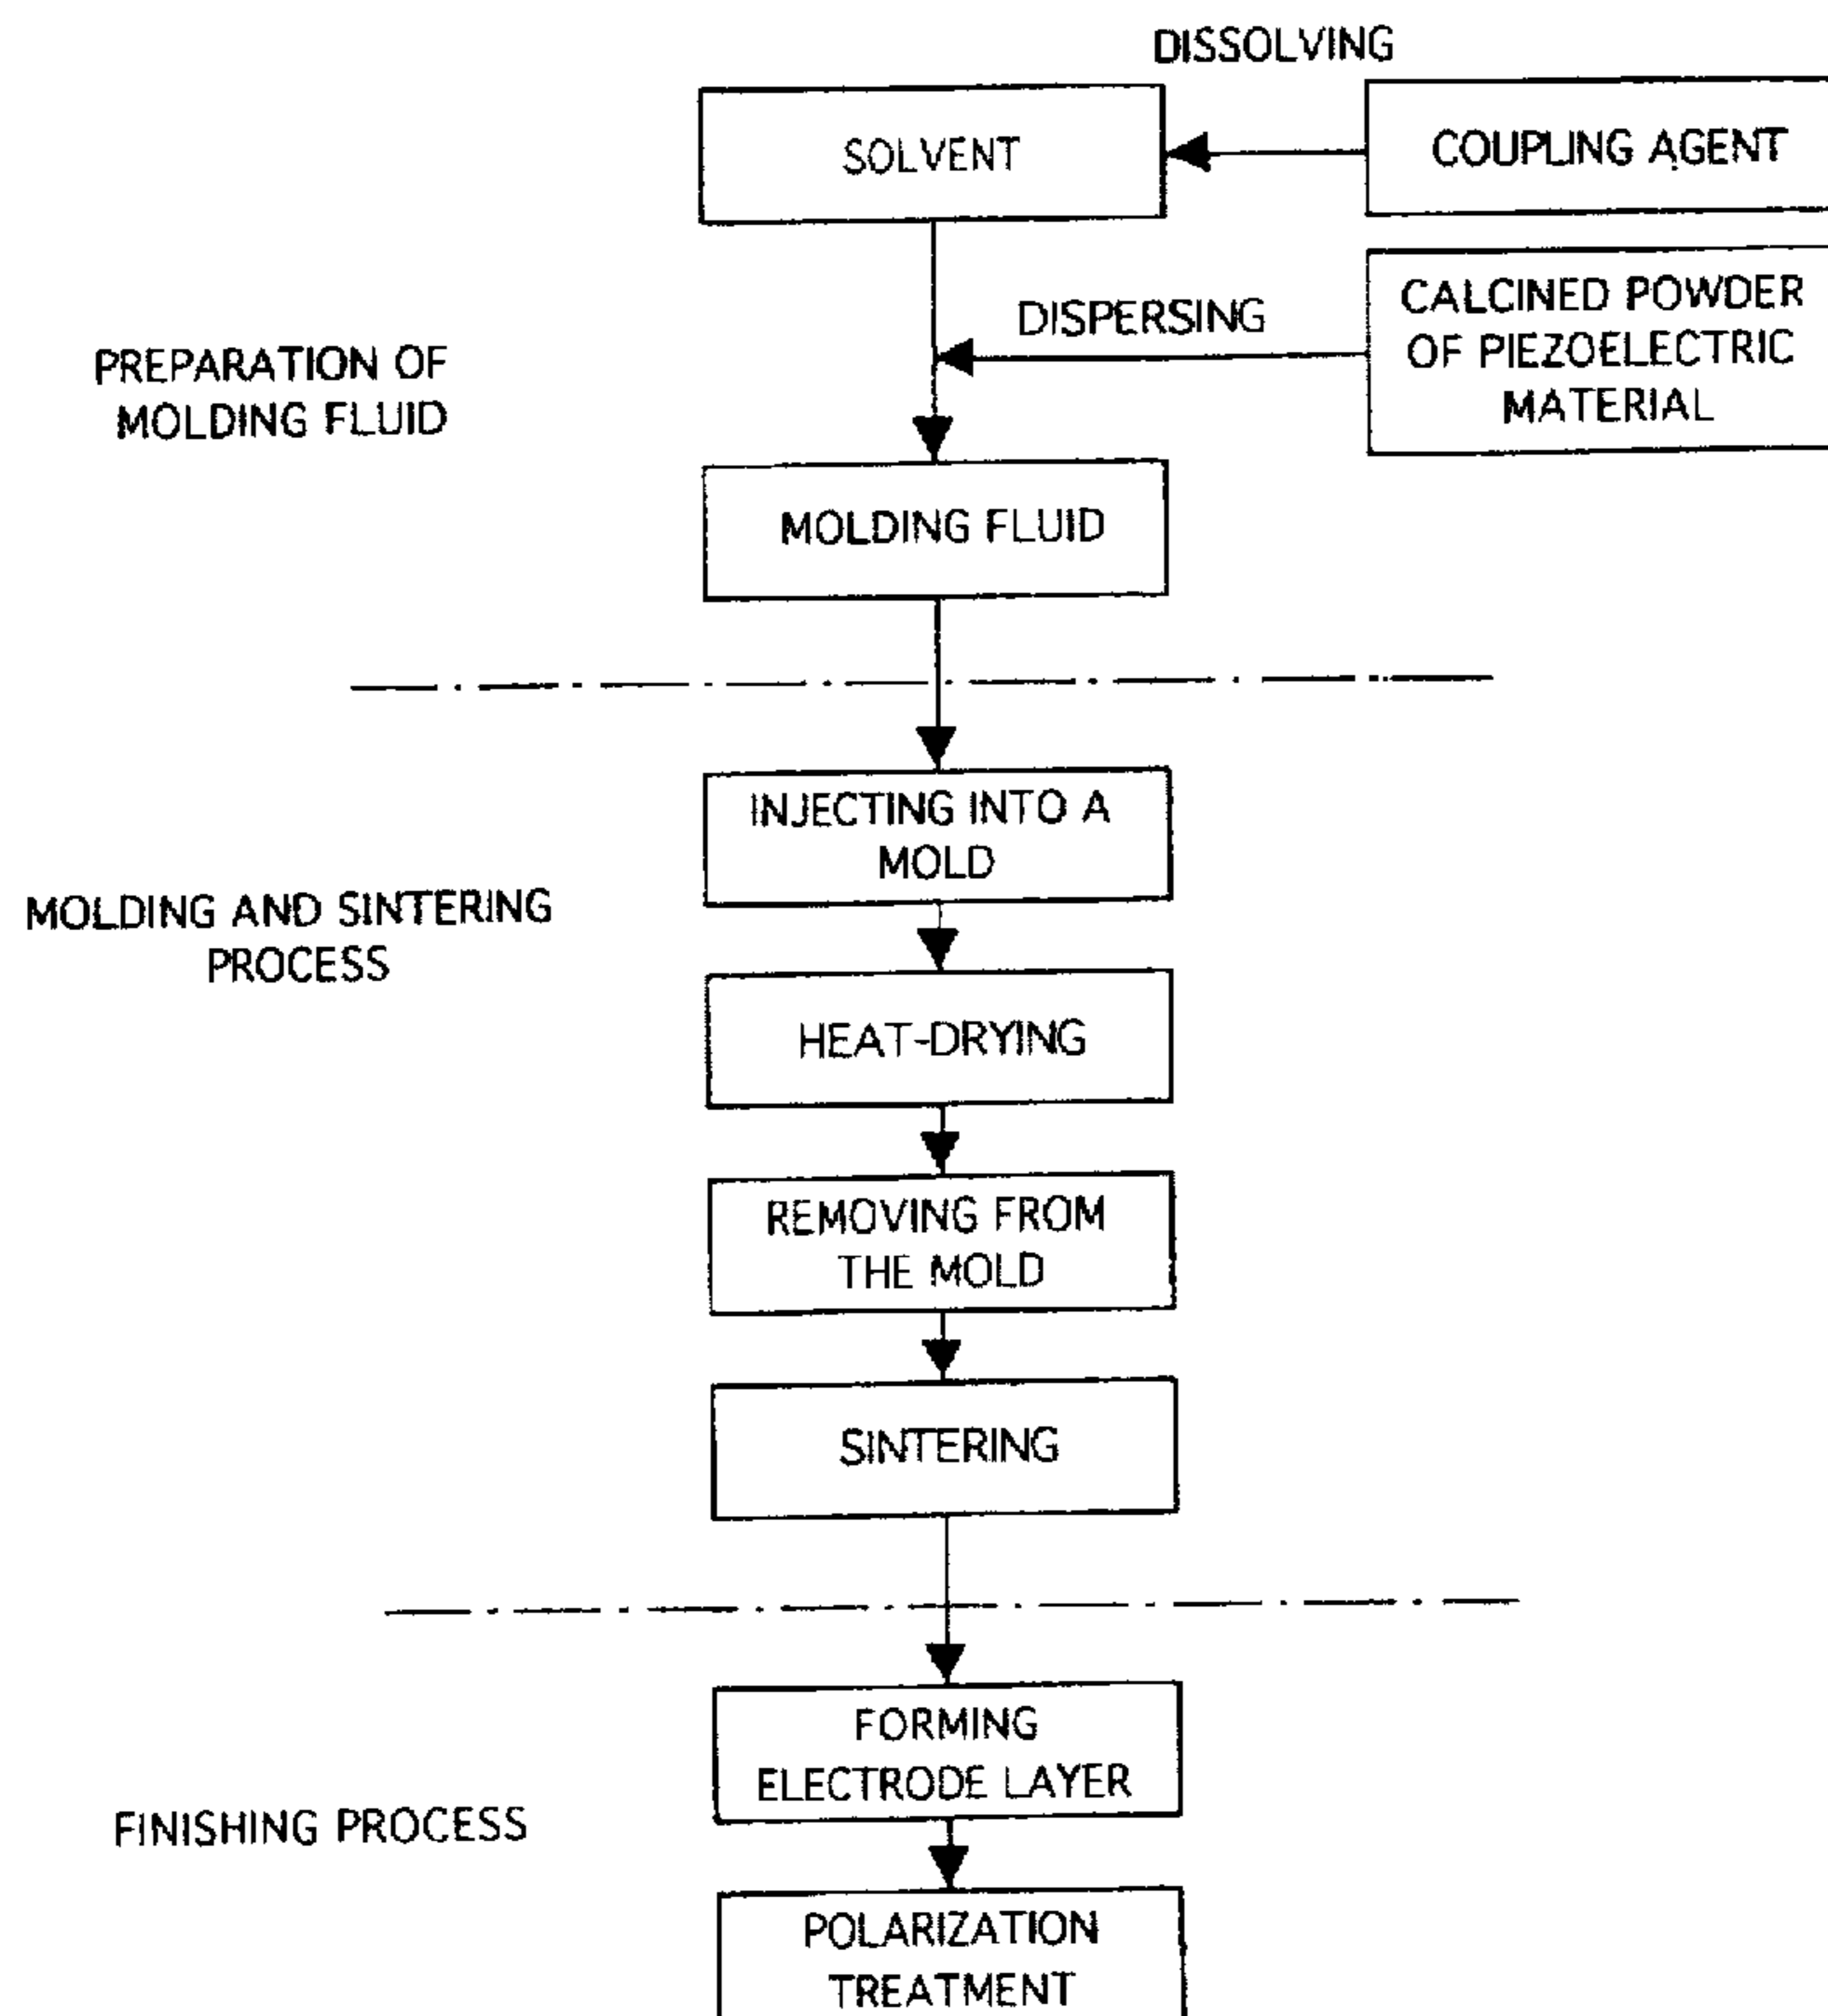 DISSOLVING
SOLVENT
COUPLING AGENT
CALCINED POWDER
OF PIEZOELECTRIC
MATERIAL
DISPERSING
PREPARATION OF
MOLDING FLUID
MOLDING FLUID
INJECTING INTO A
MOLD
MOLDING AND SINTERING
PROCESS
HEAT-DRYING
REMOVING FROM
THE MOLD
SINTERING
FORMING
ELECTRODE LAYER
FINISHING PROCESS
POLARIZATION
TREATMENT